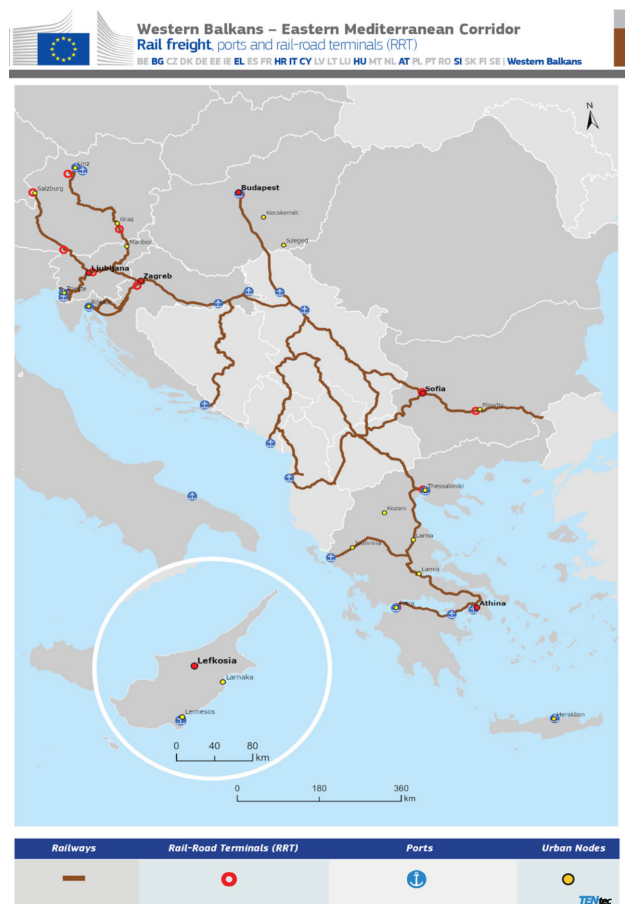 Western Balkans – Eastern Mediterranean Corridor
Rail freight, ports and rail-road terminals (RRT)
BE BG CZ DK DE EE IE EL ES FR HR IT CY LV LT LU HU MT NL AT PL PT RO SI SK FI SE | Western Balkans
N
Linz
Salzburg
Budapest
Kecskemét
Graz
Szeged
Maribor
Ljubljana
Zagreb
Trieste
Sofia
Plovdiv
Thessaloniki
Kozani
Larisa
Ioannina
Lamia
Athina
Lefkosia
Larnaka
Lemesos
Heraklion
0 40 80
km
0 180 360
km
Railways
Rail-Road Terminals (RRT)
Ports
Urban Nodes
TENtec